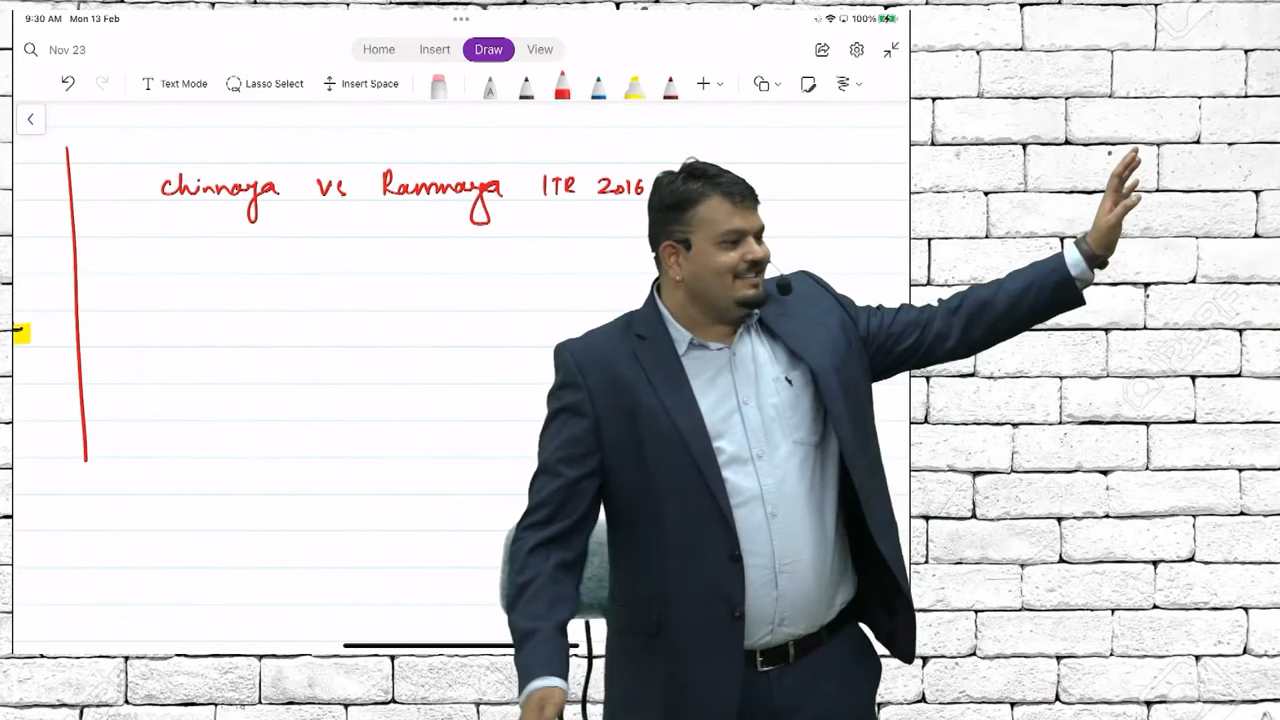 9:30 AM Mon 13 Feb
100%
Nov 23
Home Insert Draw View
Text Mode Lasso Select Insert Space
Chinnaya vs Rammaya ITR 2016